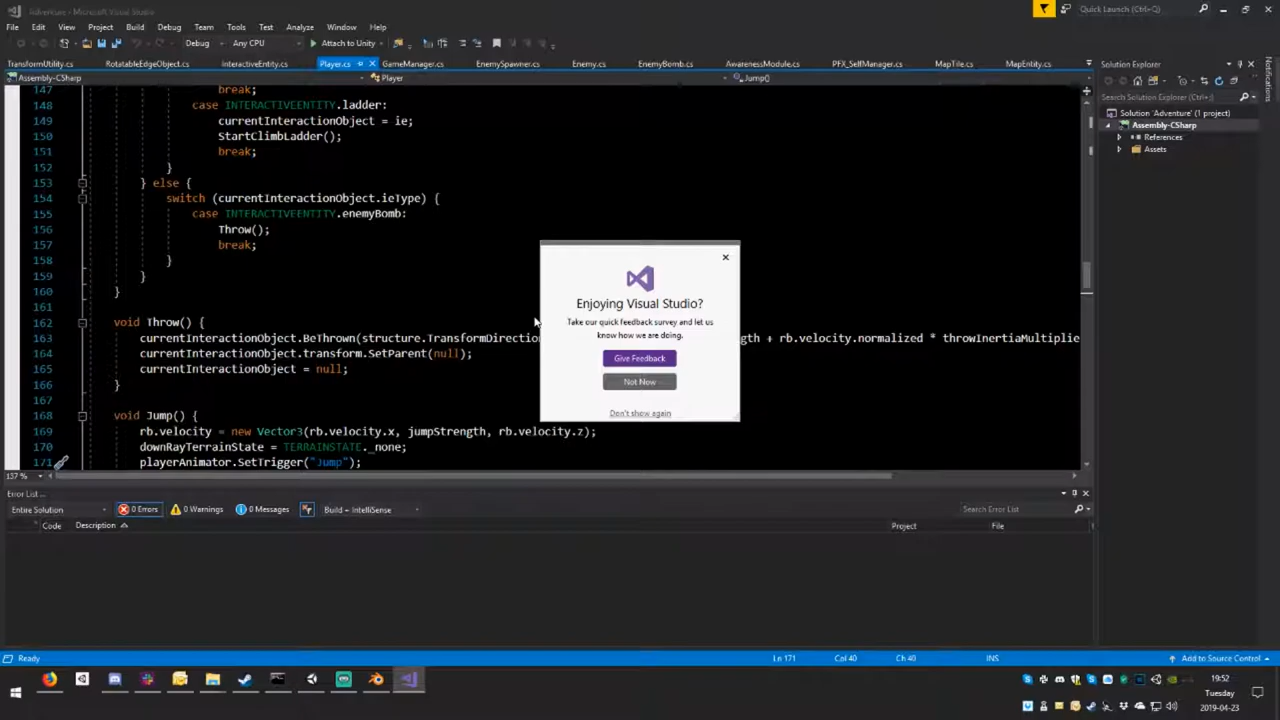 Adventure - Microsoft Visual Studio
Quick Launch (Ctrl+Q)
File Edit View Project Build Debug Team Tools Test Analyze Window Help
Debug Any CPU Attach to Unity
TransformUtility.cs RotatableEdgeObject.cs InteractiveEntity.cs Player.cs GameManager.cs EnemySpawner.cs Enemy.cs EnemyBomb.cs AwarenessModule.cs PFX_SelfManager.cs MapTile.cs MapEntity.cs
Solution Explorer
Notifications
Assembly-CSharp Player Jump()
Search Solution Explorer (Ctrl+
Solution 'Adventure' (1 project)
Assembly-CSharp
References
Assets
147 break;
148 case INTERACTIVEENTITY.ladder:
149 currentInteractionObject = ie;
150 StartClimbLadder();
151 break;
152 }
153 } else {
154 switch (currentInteractionObject.ieType) {
155 case INTERACTIVEENTITY.enemyBomb:
156 Throw();
157 break;
158 }
159 }
160 }
161
162 void Throw() {
163 currentInteractionObject.BeThrown(structure.TransformDirectio gth + rb.velocity.normalized * throwInertiaMultiplie
164 currentInteractionObject.transform.SetParent(null);
165 currentInteractionObject = null;
166 }
167
168 void Jump() {
169 rb.velocity = new Vector3(rb.velocity.x, jumpStrength, rb.velocity.z);
170 downRayTerrainState = TERRAINSTATE._none;
171 playerAnimator.SetTrigger("Jump");
Enjoying Visual Studio?
Take our quick feedback survey and let us
know how we are doing.
Give Feedback
Not Now
Don't show again
137 %
Error List ...
Entire Solution 0 Errors 0 Warnings 0 Messages Build + IntelliSense Search Error List
Code Description Project File
Ready Ln 171 Col 40 Ch 40 INS Add to Source Control
19:52
Tuesday
2019-04-23